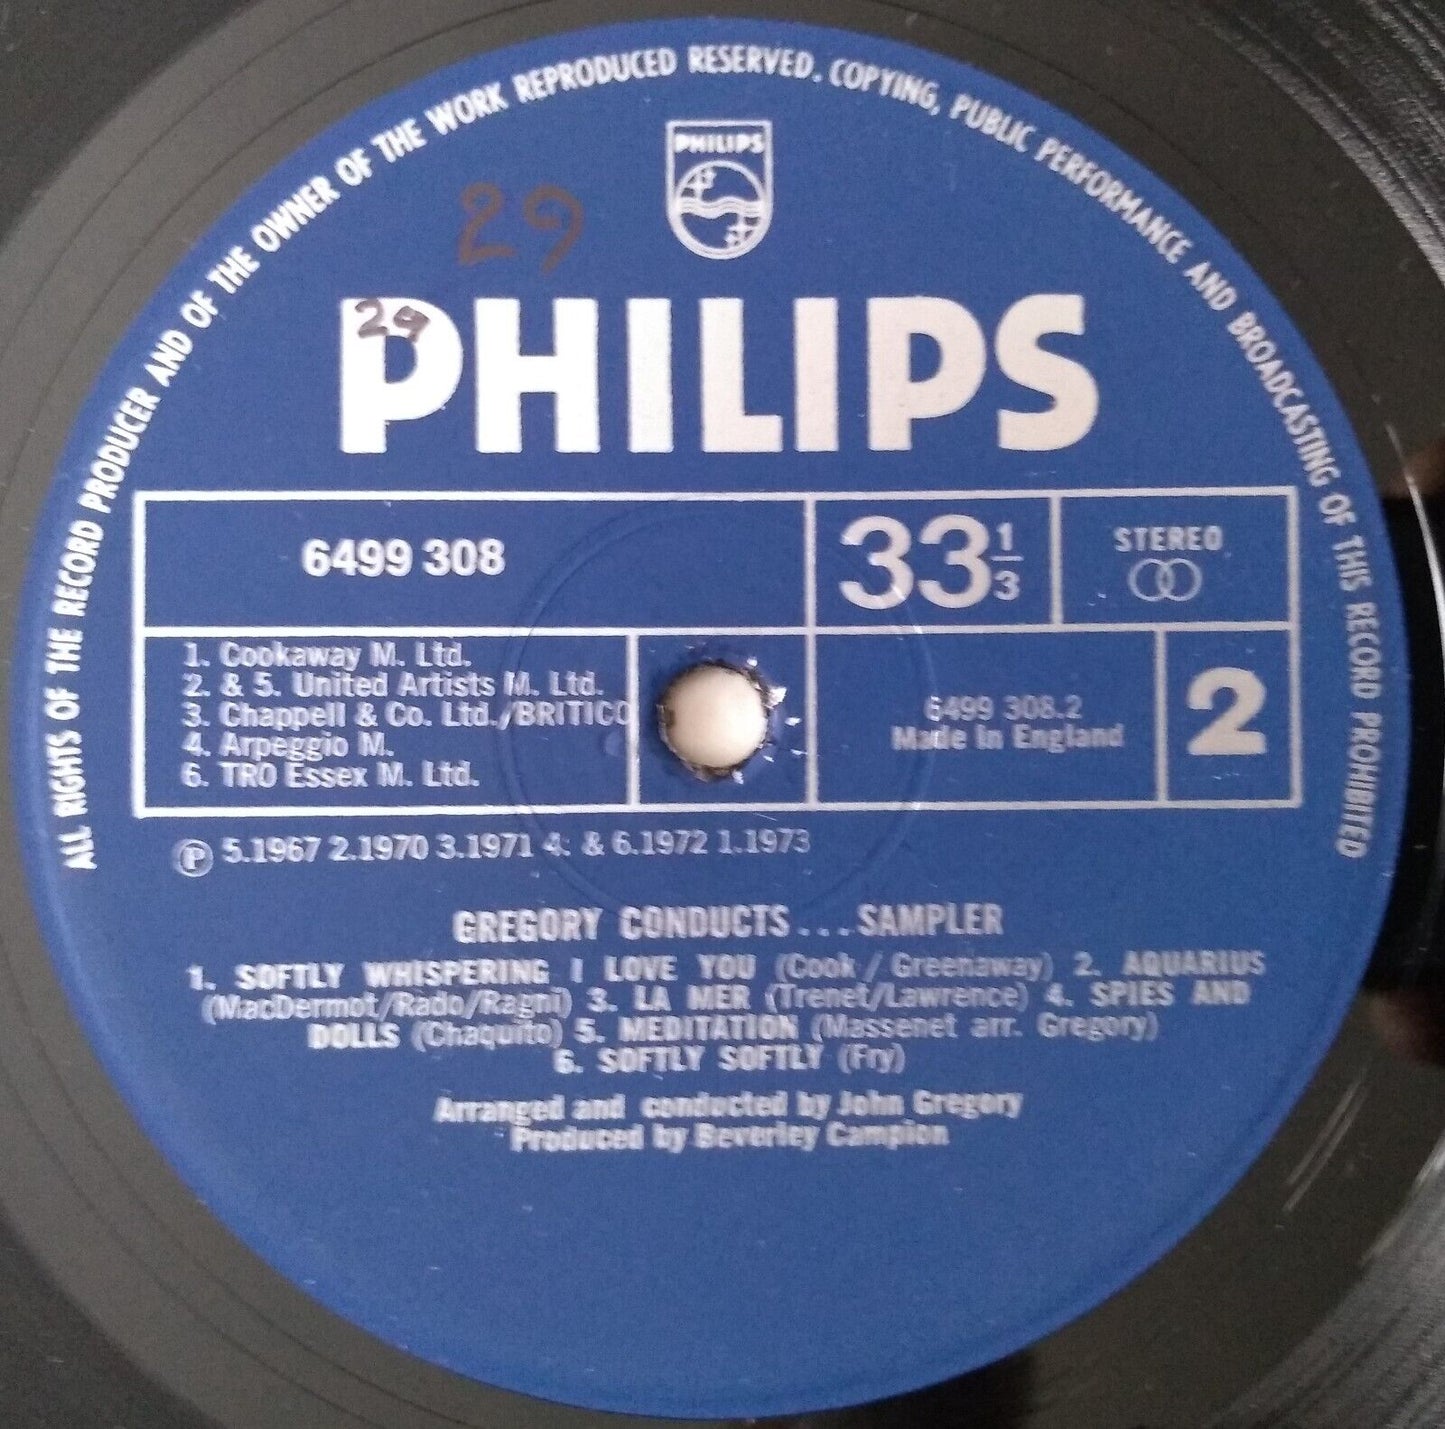 ALL RIGHTS OF THE RECORD PRODUCER AND OF THE OWNER OF THE WORK REPRODUCED RESERVED. COPYING, PUBLIC PERFORMANCE AND BROADCASTING OF THIS RECORD PROHIBITED
PHILIPS
29
29
PHILIPS
6499 308
33 1/3
STEREO
1. Cookaway M. Ltd.
2. & 5. United Artists M. Ltd.
3. Chappell & Co. Ltd./BRITICO
4. Arpeggio M.
6. TRO Essex M. Ltd.
6499 308.2
Made In England
2
Ⓟ 5.1967 2.1970 3.1971 4: & 6.1972 1.1973
GREGORY CONDUCTS...SAMPLER
1. SOFTLY WHISPERING I LOVE YOU (Cook / Greenaway) 2. AQUARIUS
(MacDermot/Rado/Ragni) 3. LA MER (Trenet/Lawrence) 4. SPIES AND
DOLLS (Chaquito) 5. MEDITATION (Massenet arr. Gregory)
6. SOFTLY SOFTLY (Fry)
Arranged and conducted by John Gregory
Produced by Beverley Campion